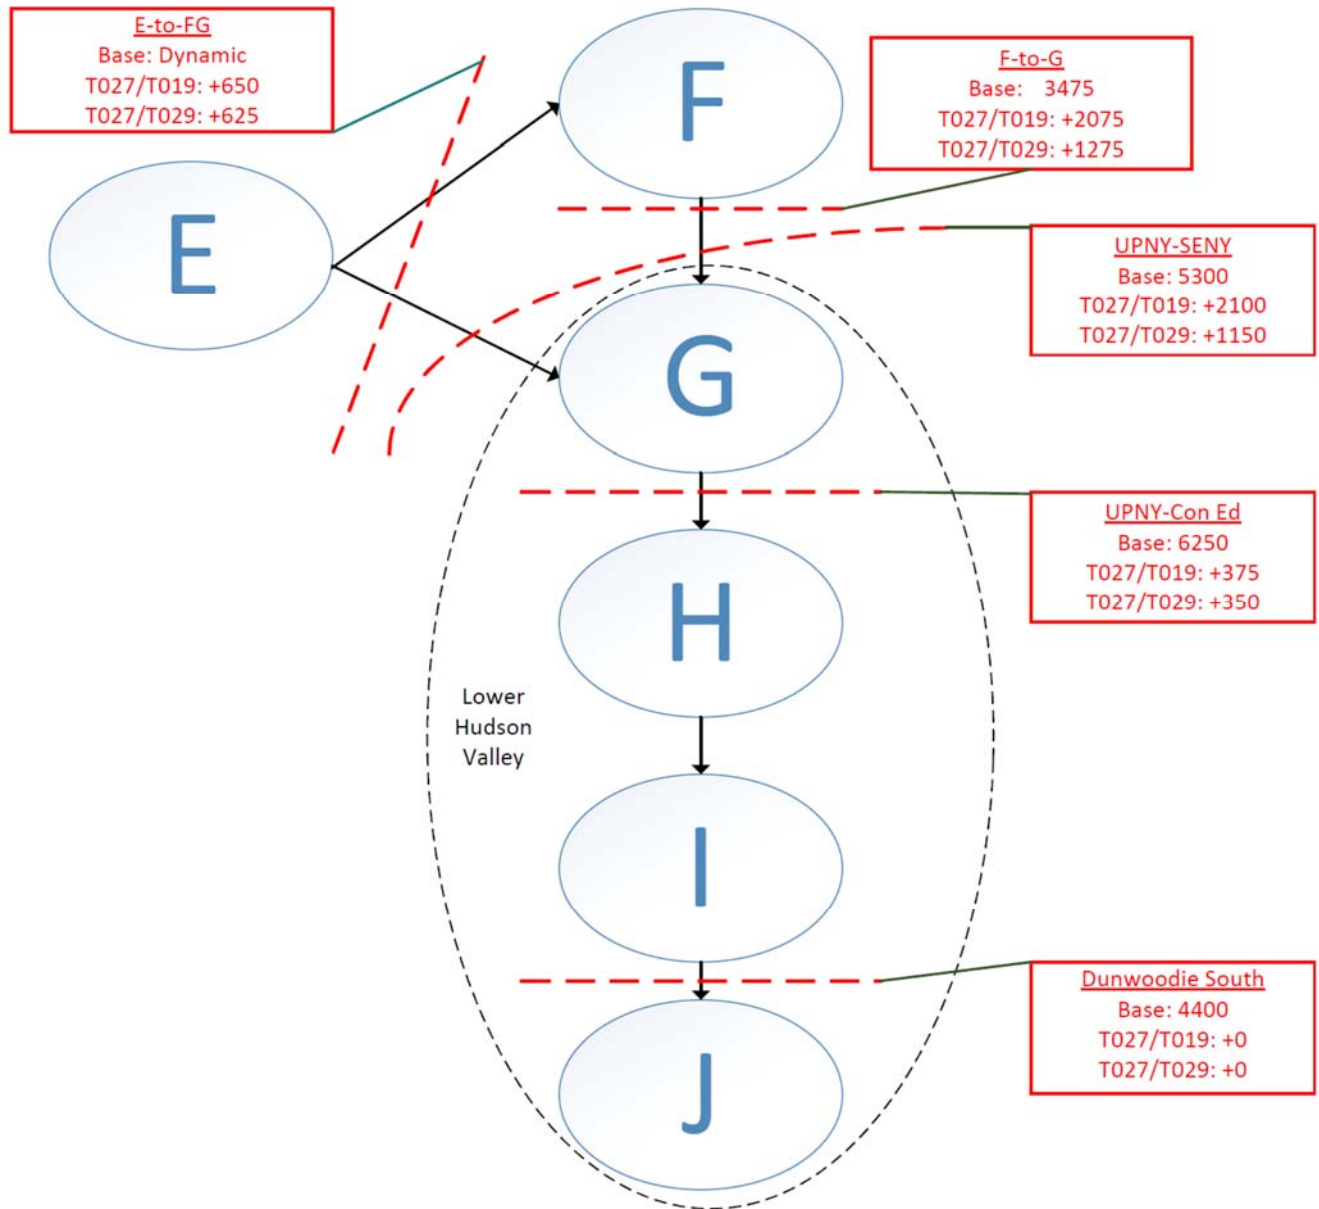 E-to-FG
Base: Dynamic
T027/T019: +650
T027/T029: +625
F
F-to-G
Base: 3475
T027/T019: +2075
T027/T029: +1275
E
UPNY-SENY
Base: 5300
T027/T019: +2100
T027/T029: +1150
G
UPNY-Con Ed
Base: 6250
T027/T019: +375
T027/T029: +350
H
Lower
Hudson
Valley
I
Dunwoodie South
Base: 4400
T027/T019: +0
T027/T029: +0
J